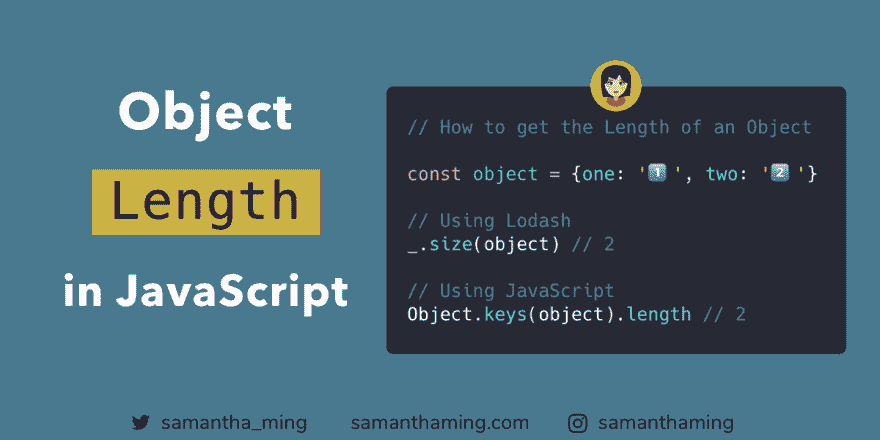 Object
Length
in JavaScript
// How to get the Length of an Object
const object = {one: '1️⃣ ', two: '2️⃣ '}
// Using Lodash
_.size(object) // 2
// Using JavaScript
Object.keys(object).length // 2
samantha_ming samanthaming.com samanthaming